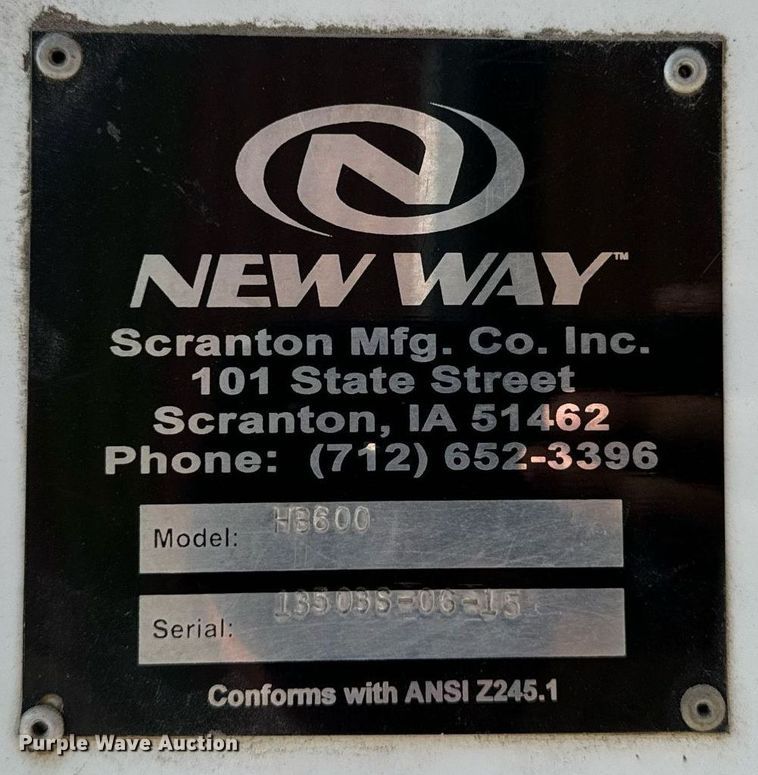 NEW WAY™
Scranton Mfg. Co. Inc.
101 State Street
Scranton, IA 51462
Phone: (712) 652-3396
Model: HB600
Serial:
Conforms with ANSI Z245.1
Purple Wave Auction